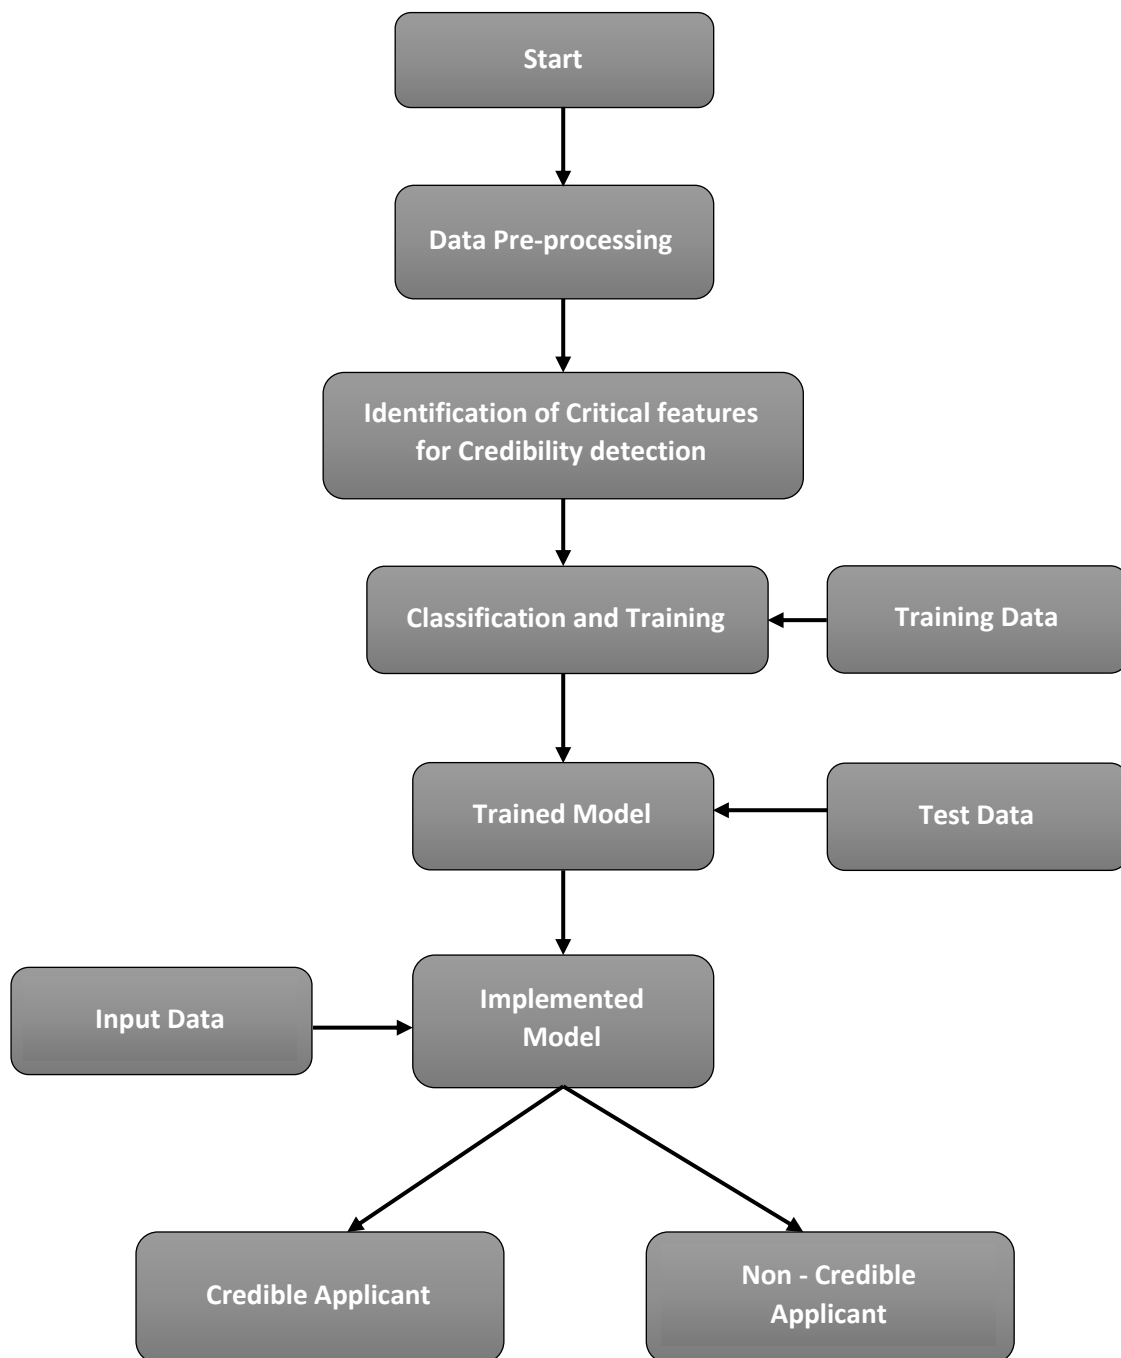 Start
Data Pre-processing
Identification of Critical features
for Credibility detection
Classification and Training
Training Data
Trained Model
Test Data
Input Data
Implemented
Model
Credible Applicant
Non - Credible
Applicant